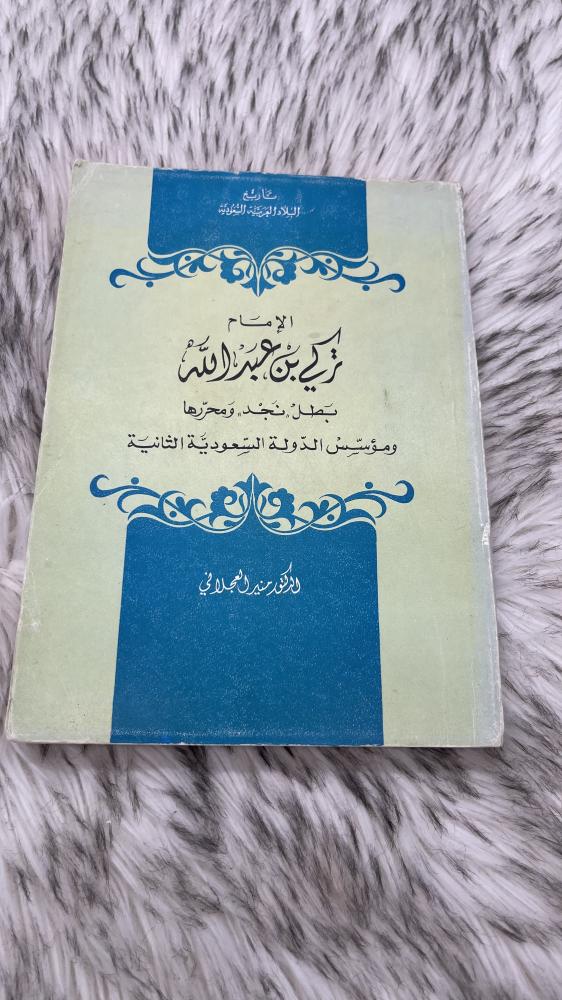 تاريخ
البلاد العربية السعودية
الإمام
تركي بن عبد الله
بطل «نجد» ومحررها
ومؤسس الدولة السعودية الثانية
الدكتور منير العجلاني